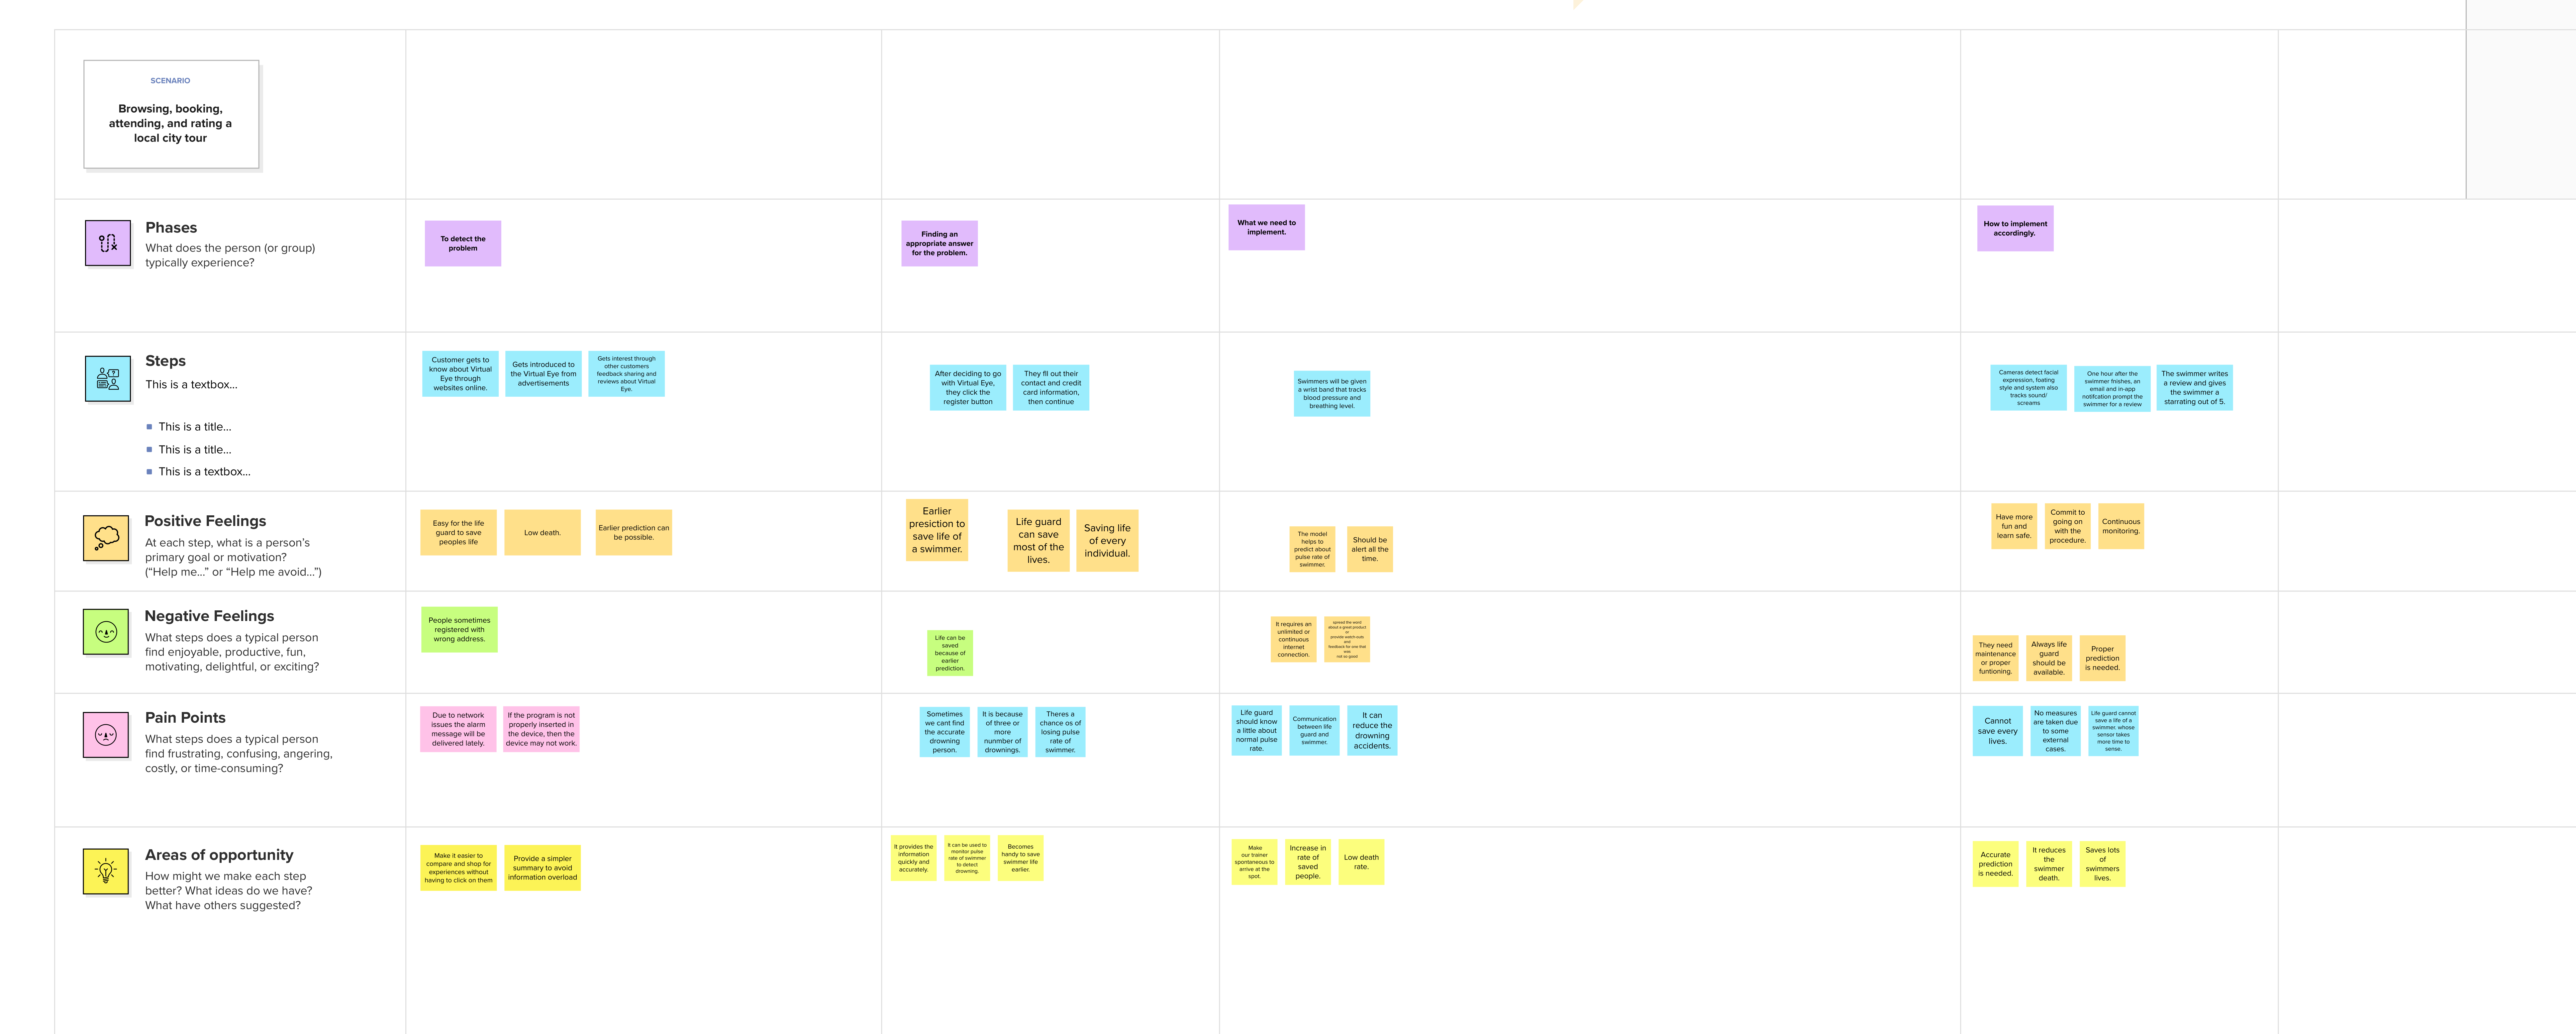 SCENARIO
Browsing, booking,
attending, and rating a
local city tour
Phases
What does the person (or group)
typically experience?
To detect the
problem
Finding an
appropriate answer
for the problem.
What we need to
implement.
How to implement
accordingly.
Steps
This is a textbox...
This is a title...
This is a title...
This is a textbox...
Customer gets to
know about Virtual
Eye through
websites online.
Gets introduced to
the Virtual Eye from
advertisements
Gets interest through
other customers
feedback sharing and
reviews about Virtual
Eye.
After deciding to go
with Virtual Eye,
they click the
register button
They fil out their
contact and credit
card information,
then continue
Swimmers will be given
a wrist band that tracks
blood pressure and
breathing level.
Cameras detect facial
expression, foating
style and system also
tracks sound/
screams
One hour after the
swimmer fnishes, an
email and in-app
notifcation prompt the
swimmer for a review
The swimmer writes
a review and gives
the swimmer a
starrating out of 5.
Positive Feelings
At each step, what is a person's
primary goal or motivation?
("Help me..." or "Help me avoid...")
Easy for the life
guard to save
peoples life
Low death.
Earlier prediction can
be possible.
Earlier
presiction to
save life of
a swimmer.
Life guard
can save
most of the
lives.
Saving life
of every
individual.
The model
helps to
predict about
pulse rate of
swimmer.
Should be
alert all the
time.
Have more
fun and
learn safe.
Commit to
going on
with the
procedure.
Continuous
monitoring.
Negative Feelings
What steps does a typical person
find enjoyable, productive, fun,
motivating, delightful, or exciting?
People sometimes
registered with
wrong address.
Life can be
saved
because of
earlier
prediction.
It requires an
unlimited or
continuous
internet
connection.
spread the word
about a great product
or
provide watch-outs
and
feedback for one that
was
not so good
They need
maintenance
or proper
funtioning.
Always life
guard
should be
available.
Proper
prediction
is needed.
Pain Points
What steps does a typical person
find frustrating, confusing, angering,
costly, or time-consuming?
Due to network
issues the alarm
message will be
delivered lately.
If the program is not
properly inserted in
the device, then the
device may not work.
Sometimes
we cant find
the accurate
drowning
person.
It is because
of three or
more
nunmber of
drownings.
Theres a
chance os of
losing pulse
rate of
swimmer.
Life guard
should know
a little about
normal pulse
rate.
Communication
between life
guard and
swimmer.
It can
reduce the
drowning
accidents.
Cannot
save every
lives.
No measures
are taken due
to some
external
cases.
Life guard cannot
save a life of a
swimmer. whose
sensor takes
more time to
sense.
Areas of opportunity
How might we make each step
better? What ideas do we have?
What have others suggested?
Make it easier to
compare and shop for
experiences without
having to click on them
Provide a simpler
summary to avoid
information overload
It provides the
information
quickly and
accurately.
It can be used to
monitor pulse
rate of swimmer
to detect
drowning.
Becomes
handy to save
swimmer life
earlier.
Make
our trainer
spontaneous to
arrive at the
spot.
Increase in
rate of
saved
people.
Low death
rate.
Accurate
prediction
is needed.
It reduces
the
swimmer
death.
Saves lots
of
swimmers
lives.